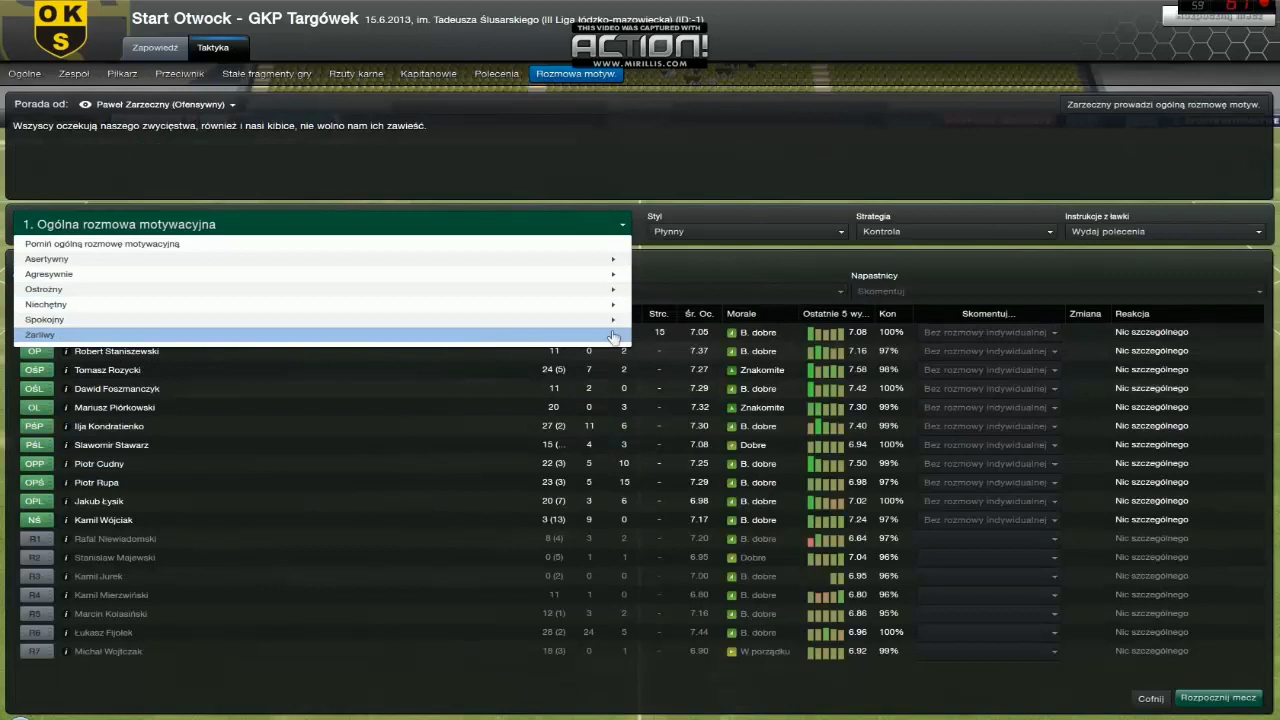 OKS
Start Otwock - GKP Targówek 15.6.2013, im. Tadeusza Ślusarskiego (III Liga łódzko-mazowiecka) (ID:-1)
59 61
THIS VIDEO WAS CAPTURED WITH
ACTION!
WWW.MIRILLIS.COM
Zapowiedź Taktyka
Ogólne Zespół Piłkarz Przeciwnik Stałe fragmenty gry Rzuty karne Kapitanowie Polecenia Rozmowa motyw.
Porada od: Paweł Zarzeczny (Ofensywny) Zarzeczny prowadzi ogólną rozmowę motyw.
Wszyscy oczekują naszego zwycięstwa, również i nasi kibice, nie wolno nam ich zawieść.
1. Ogólna rozmowa motywacyjna
Styl Strategia Instrukcje z ławki
Płynny Kontrola Wydaj polecenia
Pomiń ogólną rozmowę motywacyjną
Asertywny
Agresywnie
Ostrożny
Niechętny
Spokojny
Żarliwy
Napastnicy
Skomentuj
Strc. Śr. Oc. Morale Ostatnie 5 wy... Kon Skomentuj... Zmiana Reakcja
15 7.05 B. dobre 7.08 100% Bez rozmowy indywidualnej Nic szczególnego
OP i Robert Staniszewski 11 0 2 - 7.37 B. dobre 7.16 97% Bez rozmowy indywidualnej Nic szczególnego
OŚP i Tomasz Rozycki 24 (5) 7 2 - 7.27 Znakomite 7.58 98% Bez rozmowy indywidualnej Nic szczególnego
OŚL i Dawid Foszmańczyk 11 2 0 - 7.29 B. dobre 7.42 100% Bez rozmowy indywidualnej Nic szczególnego
OL i Mariusz Piórkowski 20 0 3 - 7.32 Znakomite 7.30 99% Bez rozmowy indywidualnej Nic szczególnego
PŚP i Ilja Kondratienko 27 (2) 11 6 - 7.30 B. dobre 7.40 99% Bez rozmowy indywidualnej Nic szczególnego
PŚL i Sławomir Stawarz 15 (... 4 3 - 7.08 Dobre 6.94 100% Bez rozmowy indywidualnej Nic szczególnego
OPP i Piotr Cudny 22 (3) 5 10 - 7.25 B. dobre 7.50 99% Bez rozmowy indywidualnej Nic szczególnego
OPŚ i Piotr Rupa 23 (3) 5 15 - 7.29 B. dobre 6.98 97% Bez rozmowy indywidualnej Nic szczególnego
OPL i Jakub Łysik 20 (7) 3 6 - 6.98 B. dobre 7.02 100% Bez rozmowy indywidualnej Nic szczególnego
NŚ i Kamil Wójciak 3 (13) 9 0 - 7.17 B. dobre 7.24 97% Bez rozmowy indywidualnej Nic szczególnego
R1 i Rafał Niewiadomski 8 (4) 3 2 - 7.20 B. dobre 6.64 97% Nic szczególnego
R2 i Stanisław Majewski 0 (5) 1 1 - 6.95 Dobre 7.04 96% Nic szczególnego
R3 i Kamil Jurek 0 (2) 0 0 - 7.00 B. dobre 6.95 96% Nic szczególnego
R4 i Kamil Mierzwiński 11 1 0 - 6.80 B. dobre 6.80 96% Nic szczególnego
R5 i Marcin Kolasiński 12 (1) 3 2 - 7.16 B. dobre 6.86 95% Nic szczególnego
R6 i Łukasz Fijołek 28 (2) 24 5 - 7.44 B. dobre 6.96 100% Nic szczególnego
R7 i Michał Wojtczak 18 (3) 0 1 - 6.90 W porządku 6.92 99% Nic szczególnego
Cofnij Rozpocznij mecz